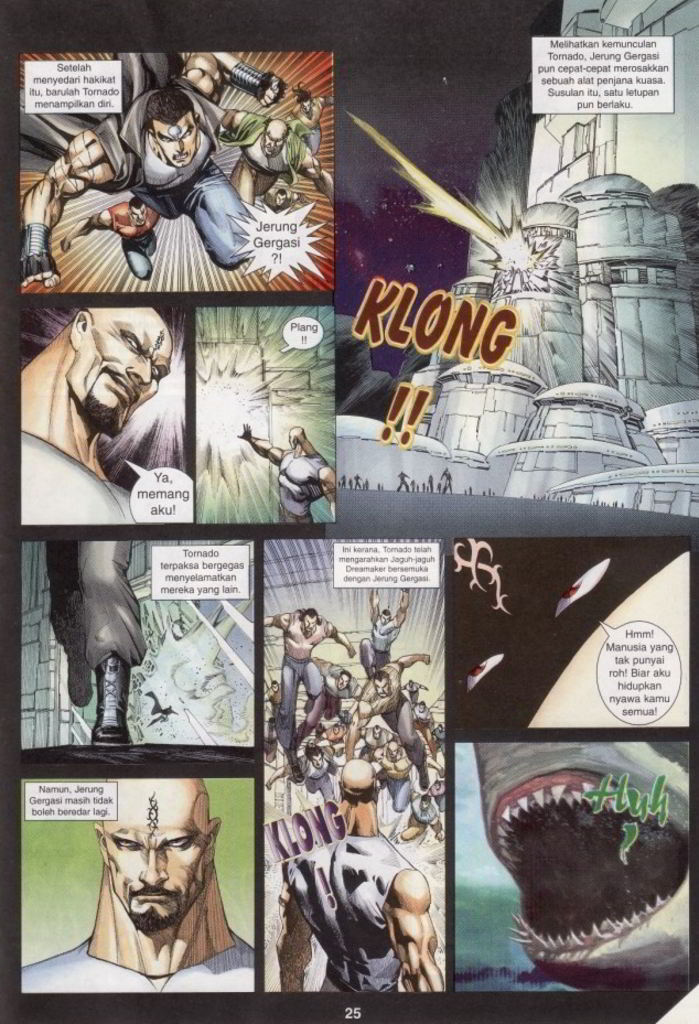 Setelah
menyedari hakikat
itu, barulah Tornado
menampilkan diri.
Jerung
Gergasi
?!
Melihatkan kemunculan
Tornado, Jerung Gergasi
pun cepat-cepat merosakkan
sebuah alat penjana kuasa.
Susulan itu, satu letupan
pun berlaku.
KLONG
!!
Ya,
memang
aku!
Plang
!!
Tornado
terpaksa bergegas
menyelamatkan
mereka yang lain.
Ini kerana, Tornado telah
mengarahkan Jaguh-jaguh
Dreamaker bersemuka
dengan Jerung Gergasi.
KLONG
!
Hmm!
Manusia yang
tak punyai
roh! Biar aku
hidupkan
nyawa kamu
semua!
Namun, Jerung
Gergasi masih tidak
boleh beredar lagi.
Huh
,
25